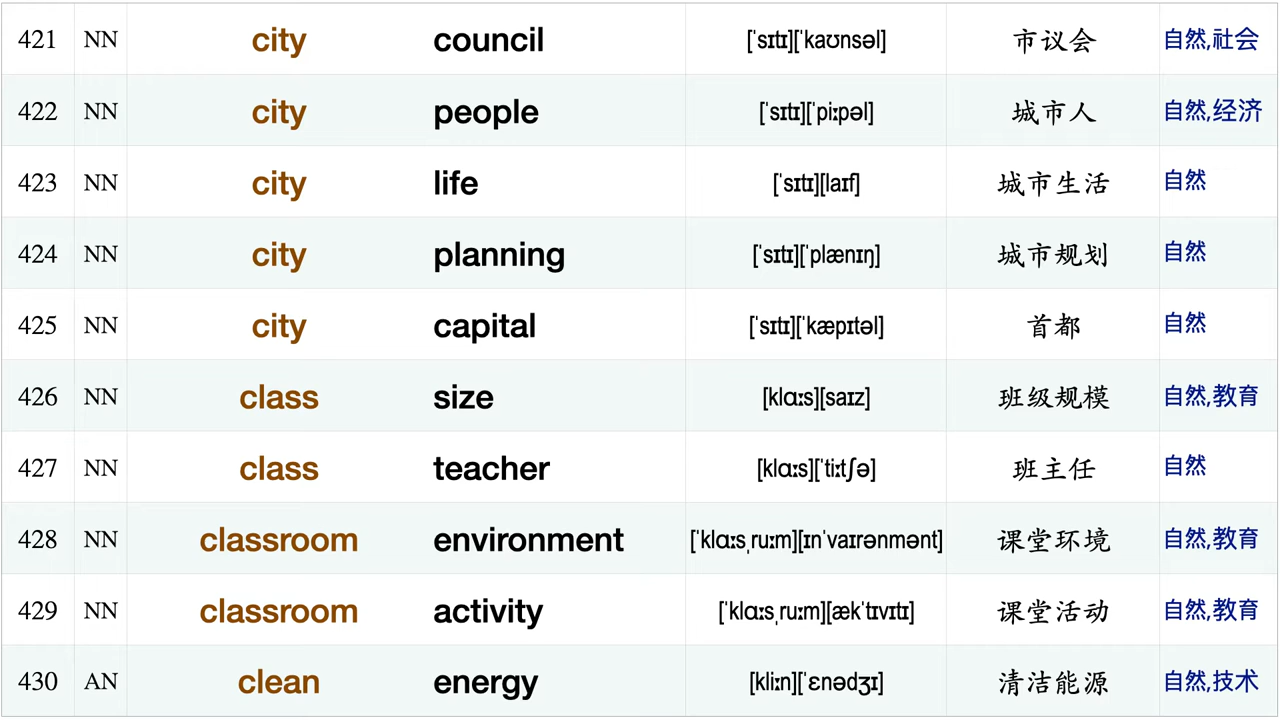 421 NN city council [ˈsɪtɪ][ˈkaʊnsəl] 市议会 自然,社会
422 NN city people [ˈsɪtɪ][ˈpiːpəl] 城市人 自然,经济
423 NN city life [ˈsɪtɪ][laɪf] 城市生活 自然
424 NN city planning [ˈsɪtɪ][ˈplænɪŋ] 城市规划 自然
425 NN city capital [ˈsɪtɪ][ˈkæpɪtəl] 首都 自然
426 NN class size [klɑːs][saɪz] 班级规模 自然,教育
427 NN class teacher [klɑːs][ˈtiːtʃə] 班主任 自然
428 NN classroom environment [ˈklɑːsˌruːm][ɪnˈvaɪrənmənt] 课堂环境 自然,教育
429 NN classroom activity [ˈklɑːsˌruːm][ækˈtɪvɪtɪ] 课堂活动 自然,教育
430 AN clean energy [kliːn][ˈɛnədʒɪ] 清洁能源 自然,技术